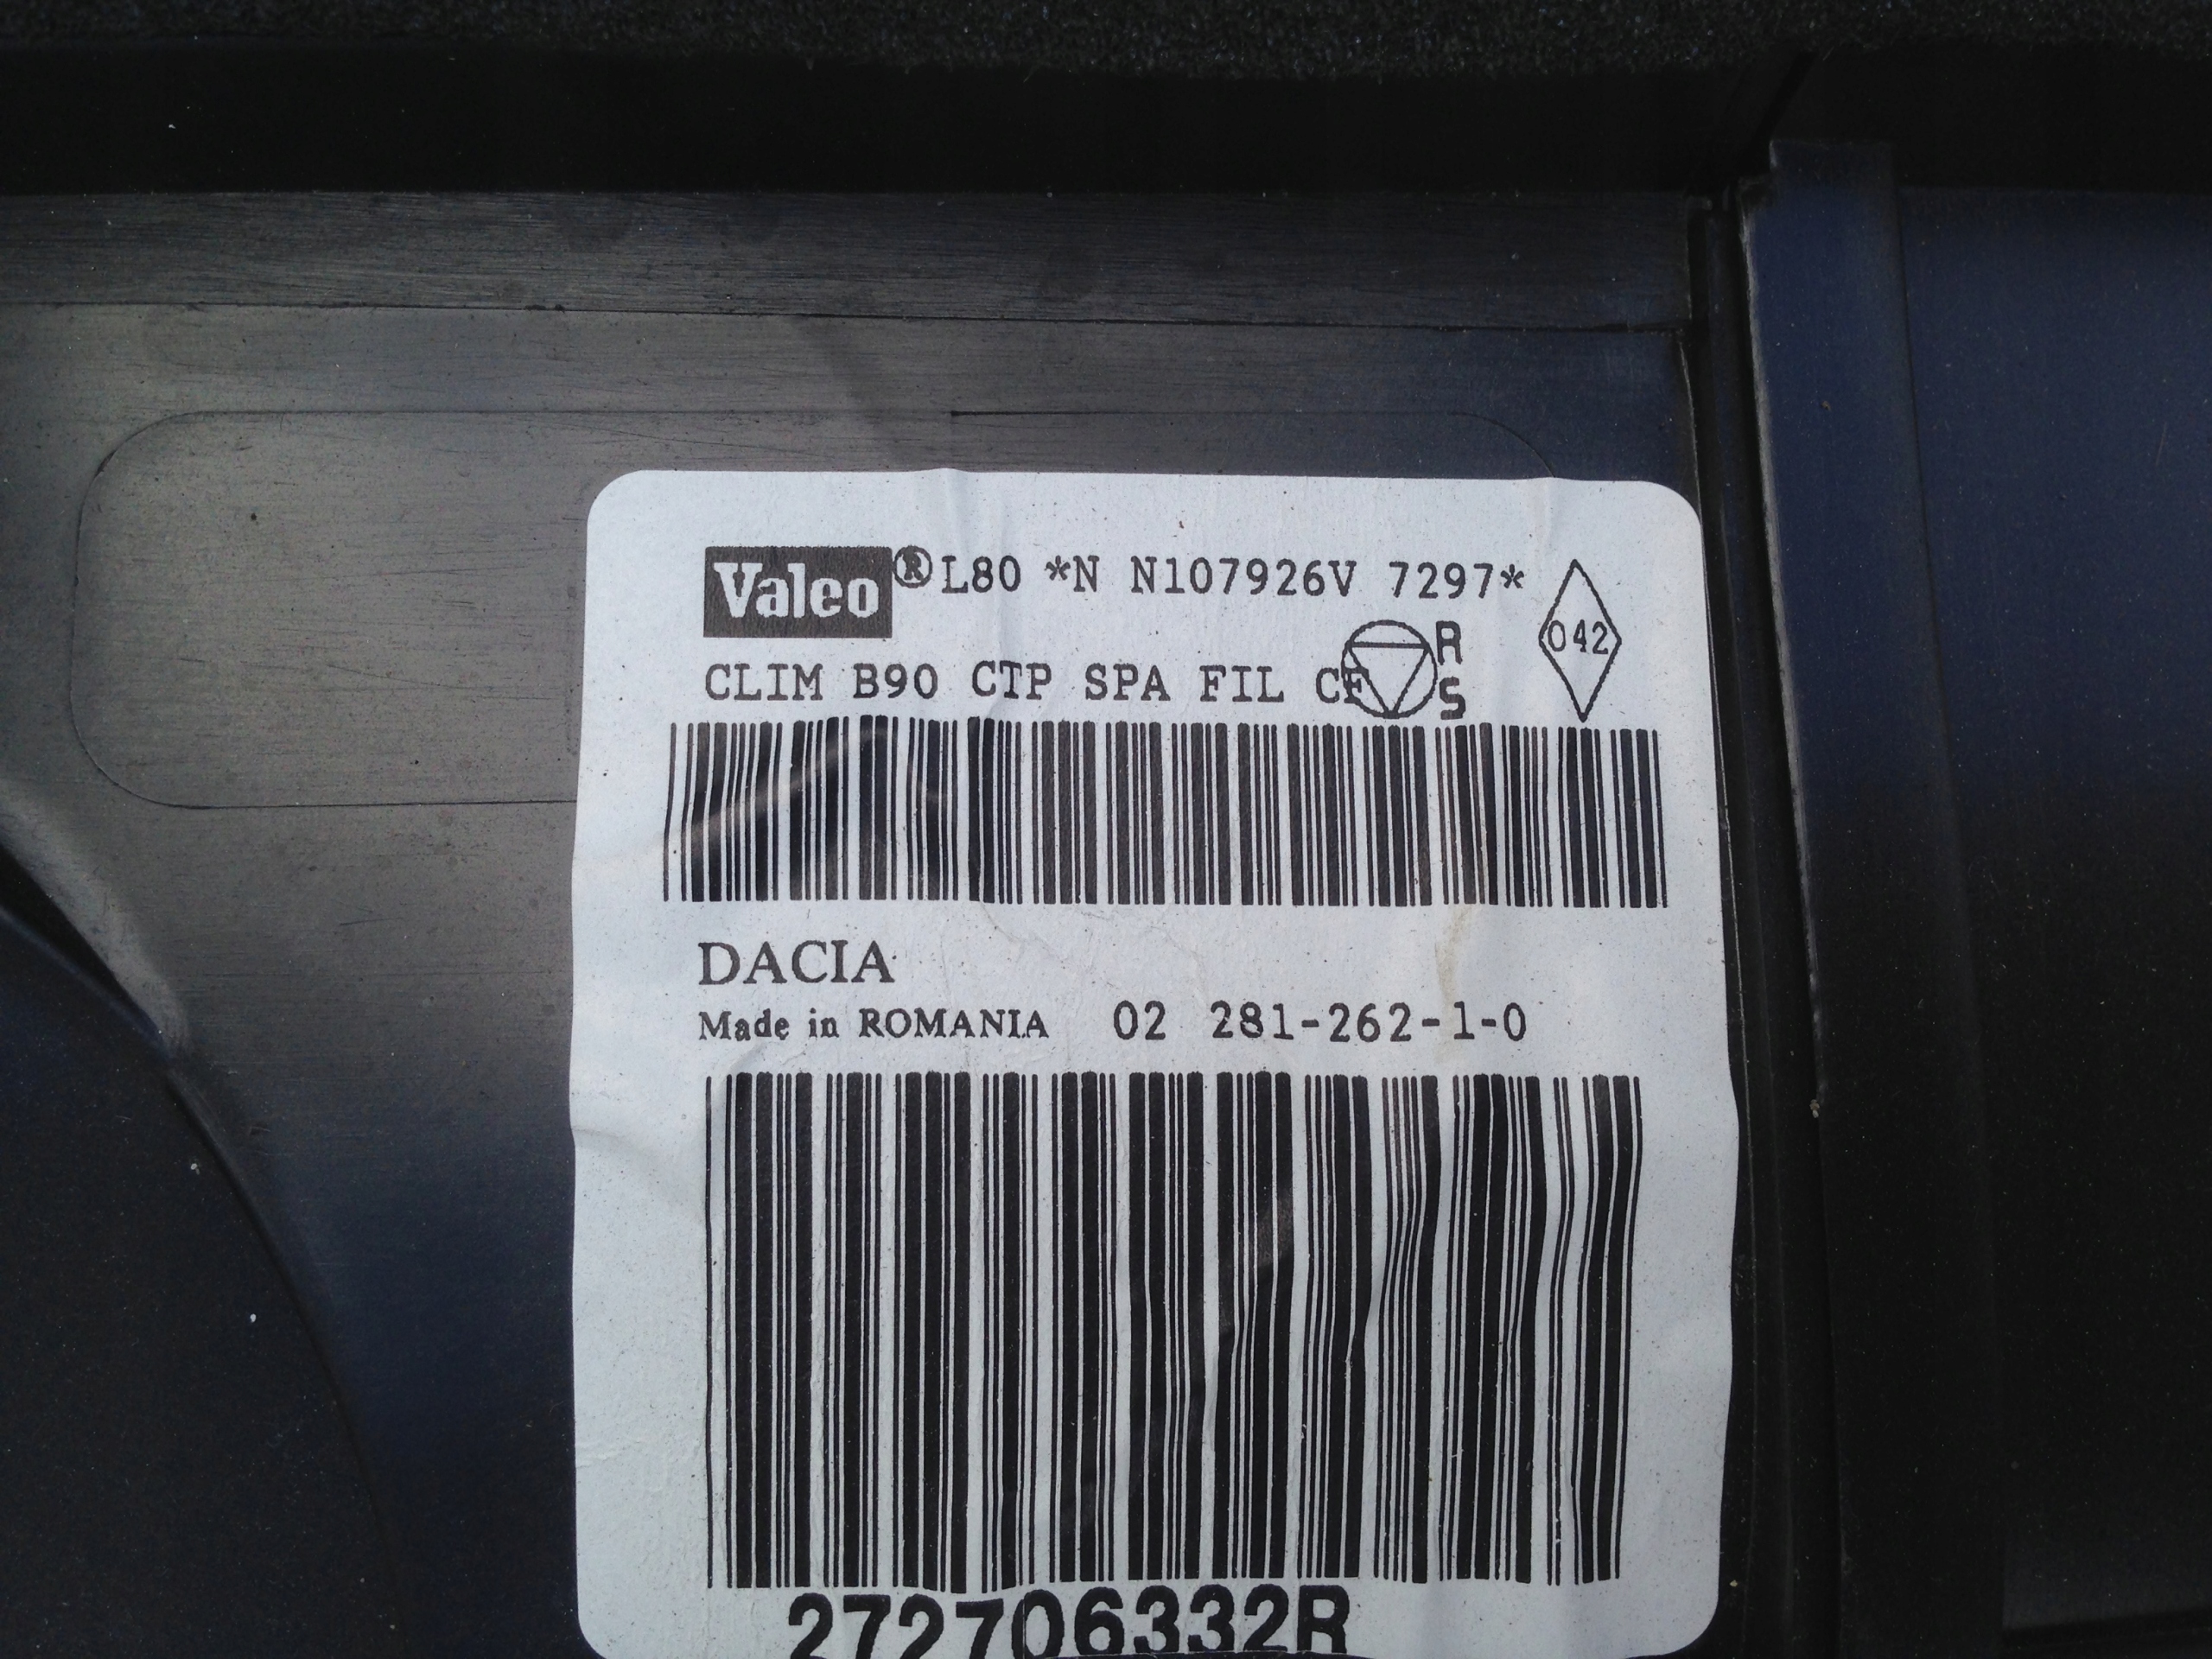 Valeo® L80 *N N107926V 7297*
R
042
CLIM B90 CTP SPA FIL CF
S
DACIA
Made in ROMANIA 02 281-262-1-0
272706332R